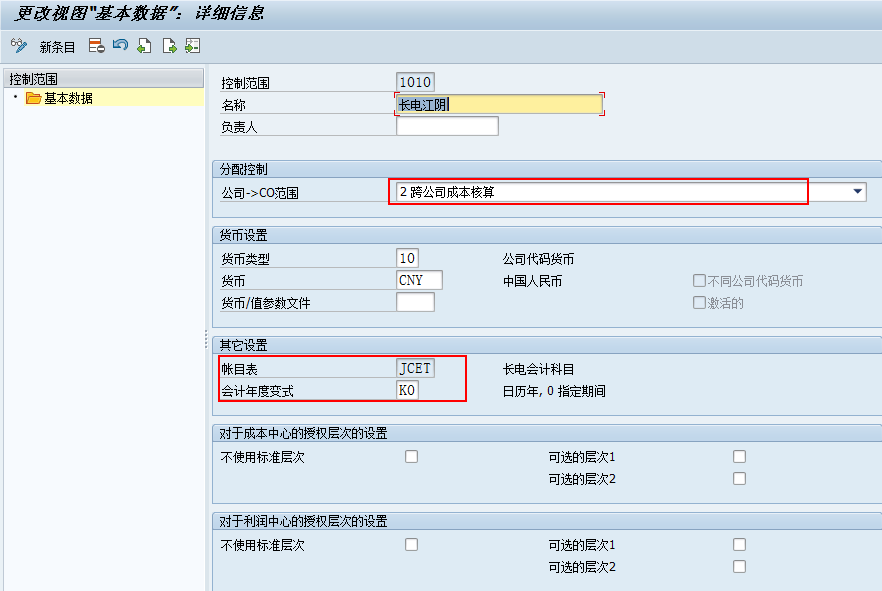 更改视图"基本数据": 详细信息
新条目
控制范围
基本数据
控制范围 1010
名称 长电江阴
负责人
分配控制
公司->CO范围 2 跨公司成本核算
货币设置
货币类型 10 公司代码货币
货币 CNY 中国人民币 不同公司代码货币
货币/值参数文件 激活的
其它设置
帐目表 JCET 长电会计科目
会计年度变式 K0 日历年, 0 指定期间
对于成本中心的授权层次的设置
不使用标准层次 可选的层次1
可选的层次2
对于利润中心的授权层次的设置
不使用标准层次 可选的层次1
可选的层次2